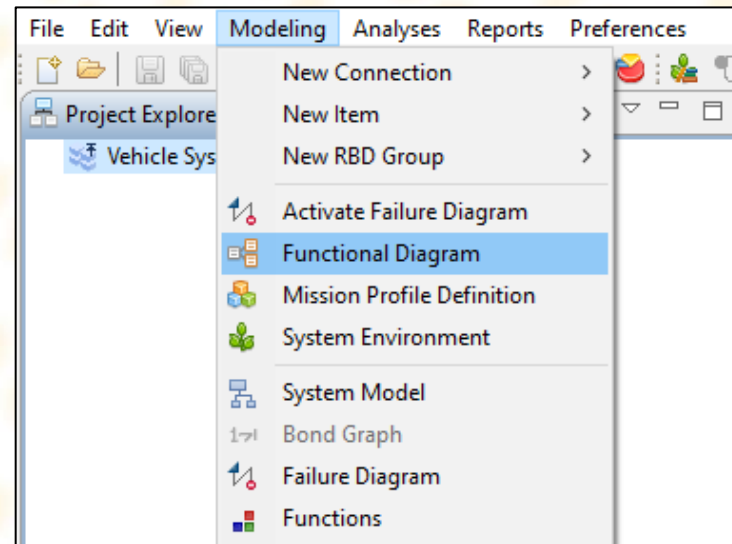 File Edit View Modeling Analyses Reports Preferences
New Connection
Project Explore
New Item
Vehicle Sys
New RBD Group
Activate Failure Diagram
Functional Diagram
Mission Profile Definition
System Environment
System Model
Bond Graph
Failure Diagram
Functions